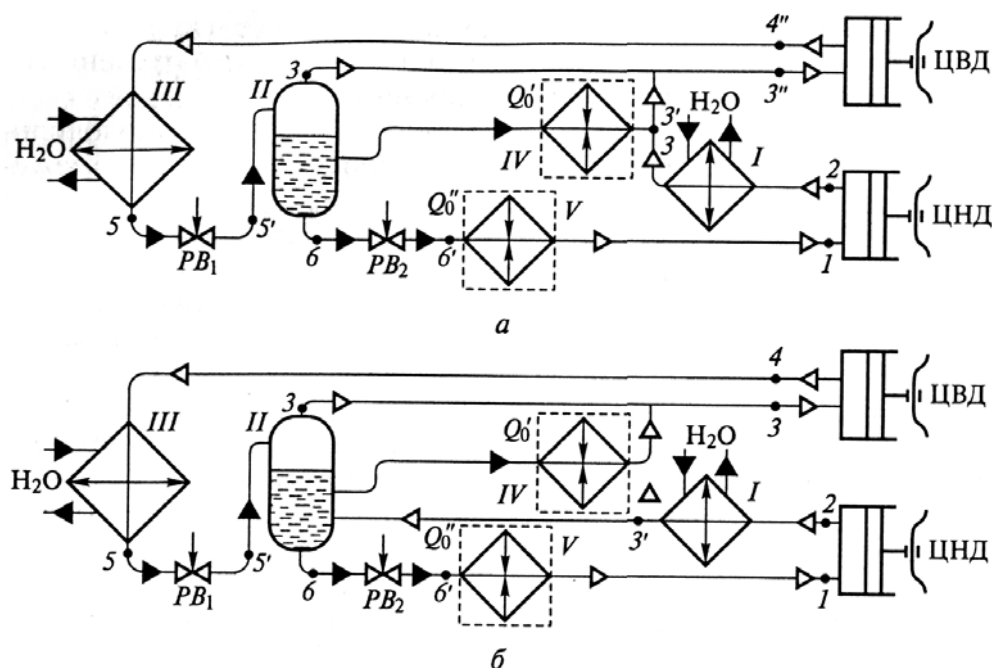 4"
3
ЦВД
III
II
3"
Q₀'
3'
H₂O
H₂O
3
IV
I
2
Q₀"
V
ЦНД
5
5'
6
6'
1
PB₁
PB₂
а
4
3
ЦВД
III
II
3
Q₀'
H₂O
H₂O
IV
I
2
Q₀"
V
3'
ЦНД
5
5'
6
6'
1
PB₁
PB₂
б